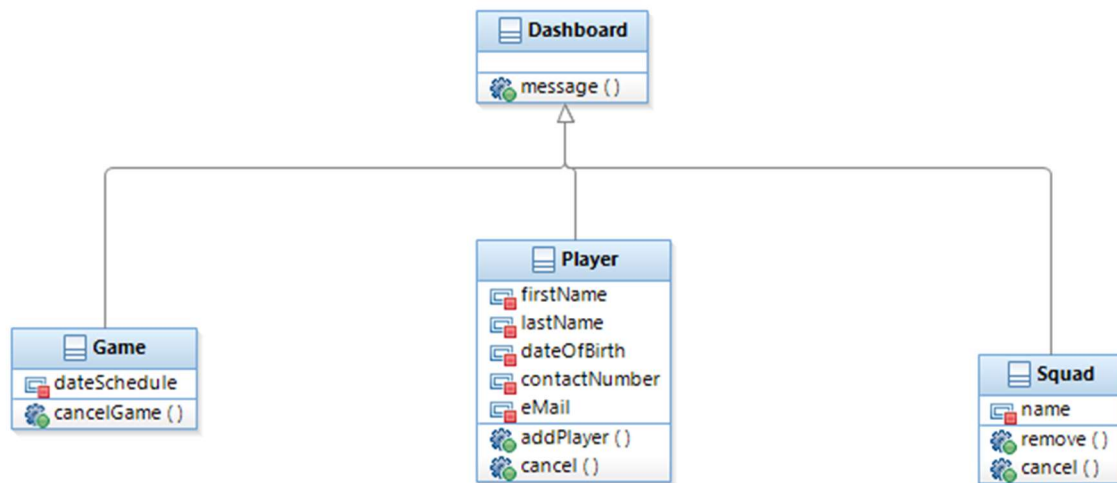 Dashboard
message ( )
Player
firstName
lastName
dateOfBirth
contactNumber
eMail
addPlayer ( )
cancel ( )
Game
dateSchedule
cancelGame ( )
Squad
name
remove ( )
cancel ( )